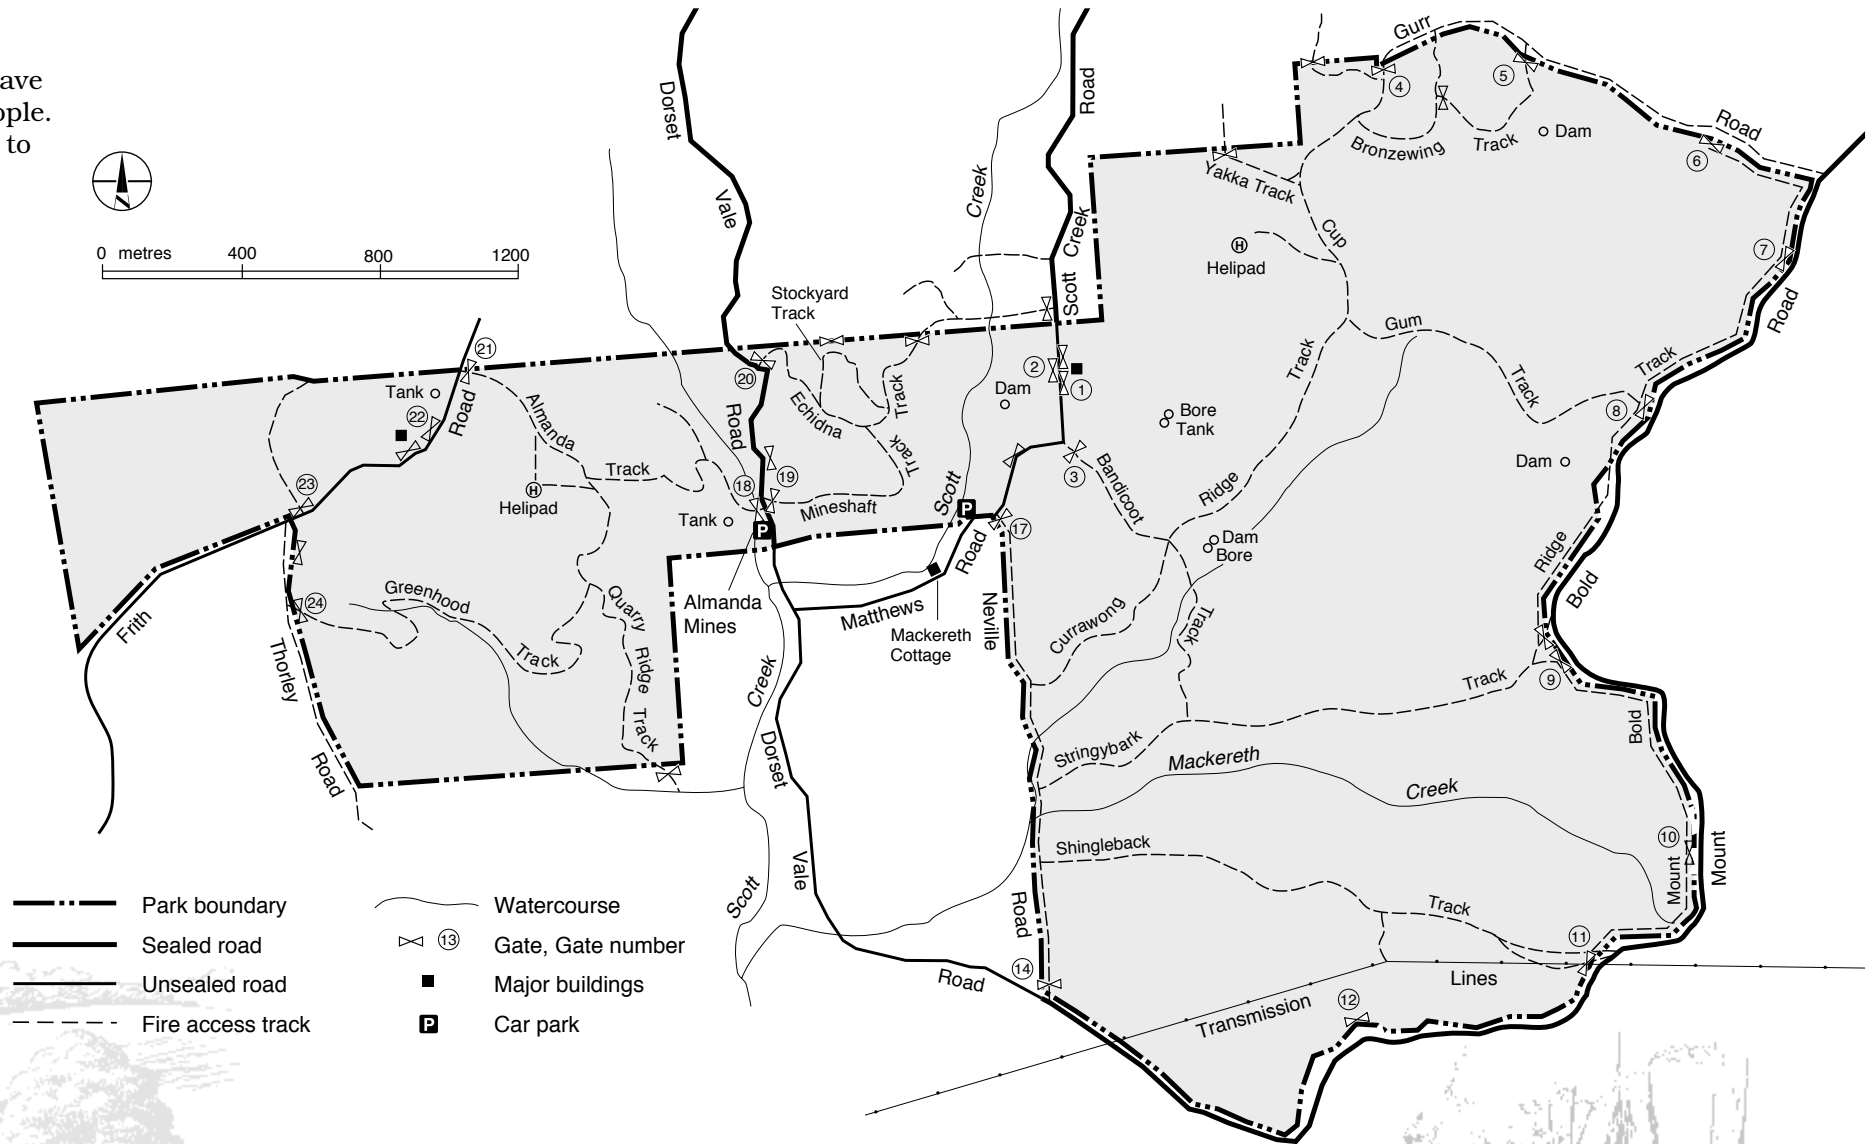 ave
ople.
to
0 metres 400 800 1200
Dorset
Vale
Road
Creek
Road
Scott Creek
Gurr
Road
4
5
6
7
Bronzewing
Track
Dam
Yakka Track
Cup
Helipad
H
Road
Gum
Track
Track
Track
8
Stockyard
Track
21
Tank
22
Road
20
Echidna
Track
Track
Road
2
1
Dam
Bore
Tank
3
Bandicoot
Ridge
Dam
Almanda
Track
H
Helipad
18
19
Tank
Mineshaft
Scott
P
P
17
23
Dam
Bore
Ridge
Bold
Frith
24
Greenhood
Track
Quarry
Ridge
Track
Almanda
Mines
Matthews
Road
Mackereth
Cottage
Neville
Currawong
Track
Thorley
Road
Creek
Dorset
Stringybark
Track
9
Bold
Mackereth
Creek
10
Mount
Mount
Shingleback
Track
11
Vale
Scott
Road
Road
14
Transmission
Lines
12
Park boundary
Sealed road
Unsealed road
Fire access track
Watercourse
13
Gate, Gate number
Major buildings
P
Car park